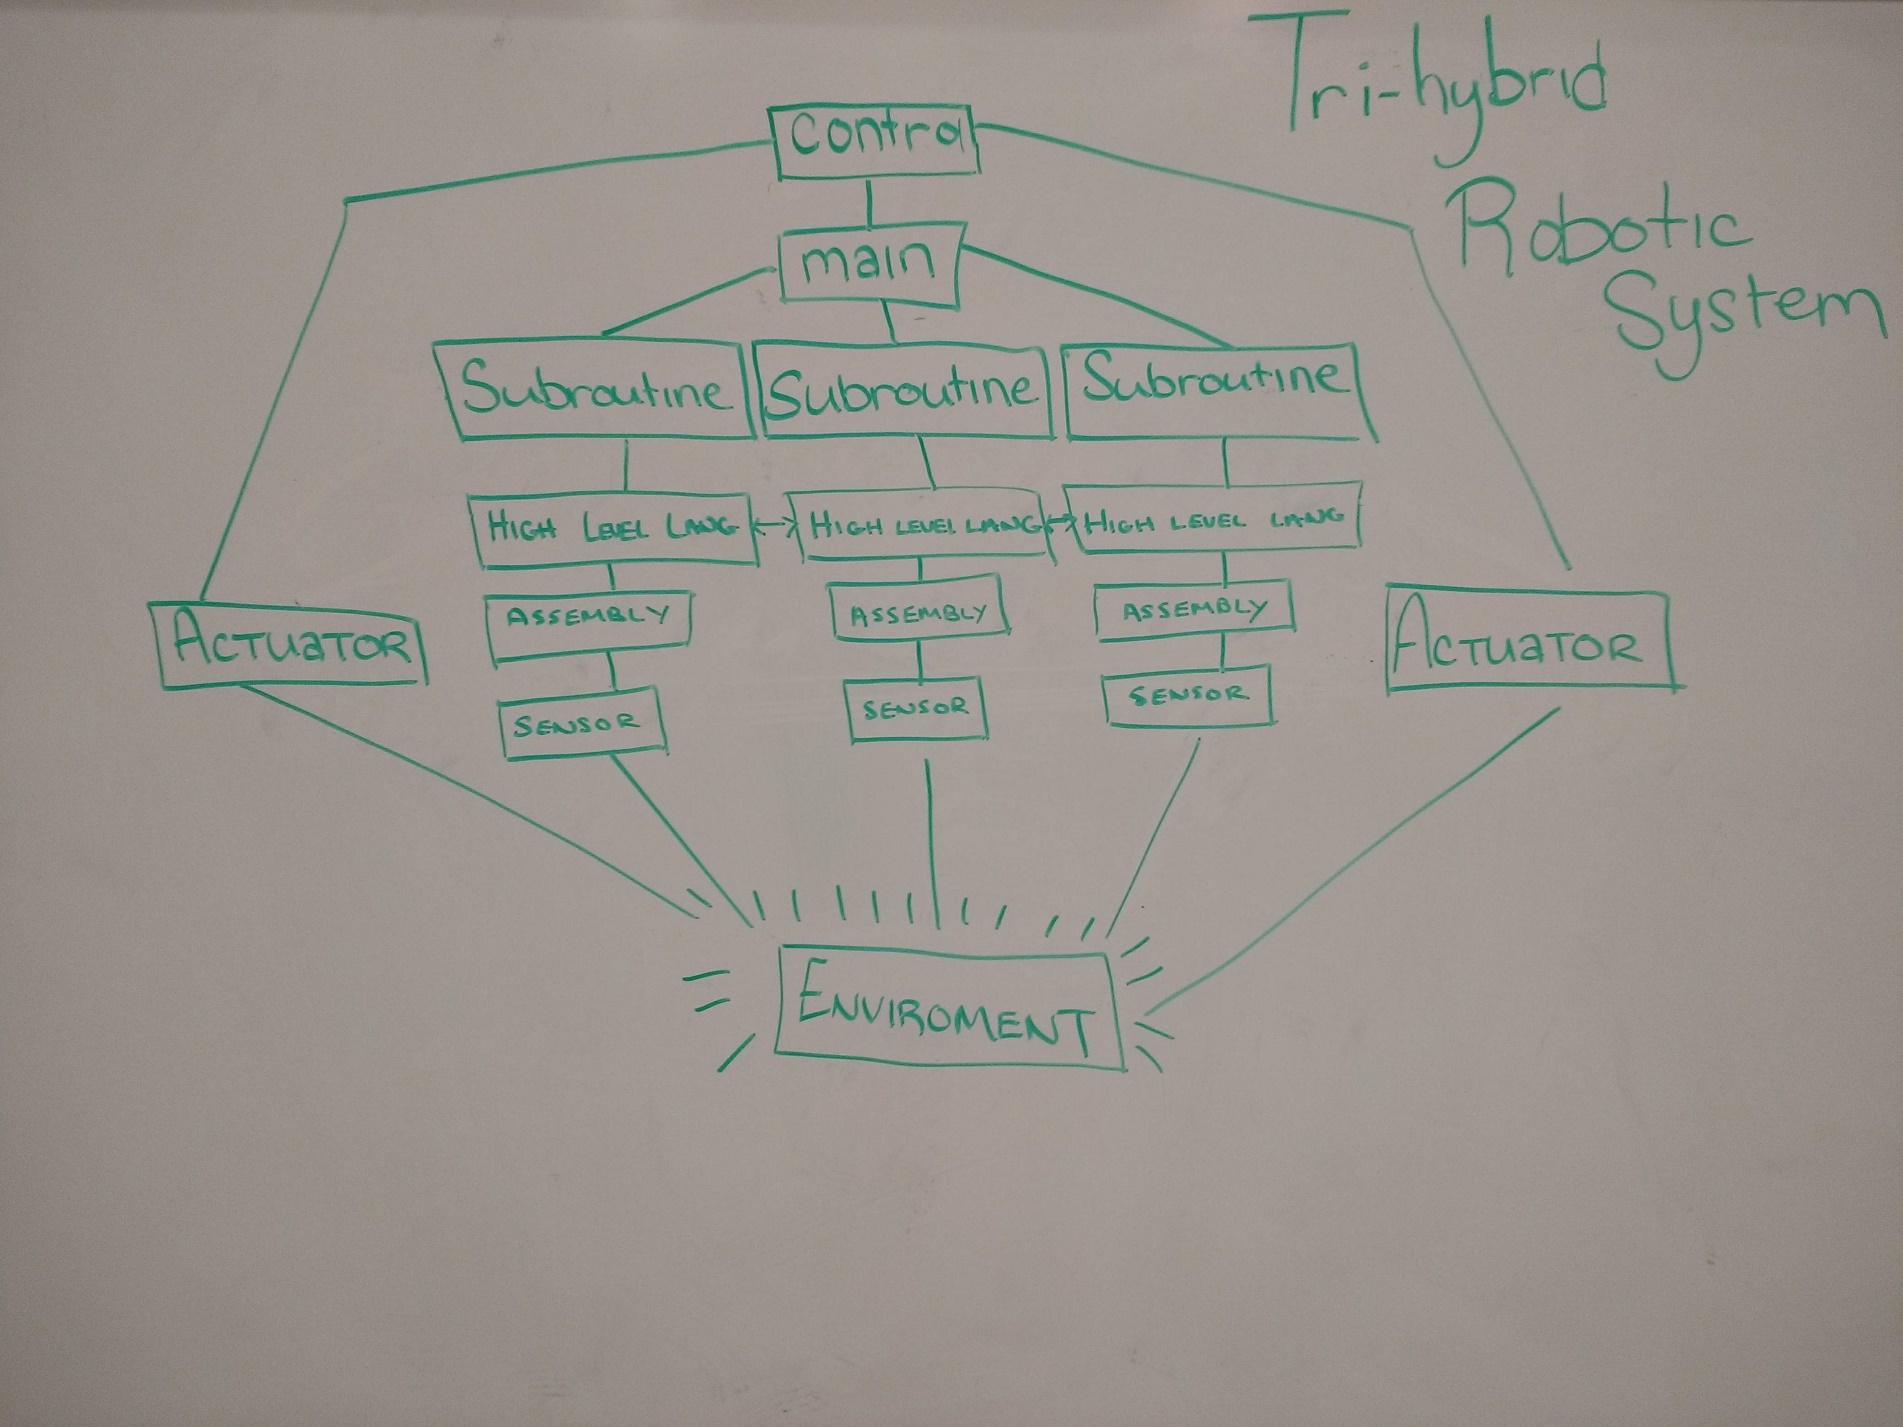 Tri-hybrid
Robotic
System
Control
main
Subroutine
Subroutine
Subroutine
HIGH LEVEL LANG
HIGH LEVEL LANG
HIGH LEVEL LANG
ACTUATOR
ASSEMBLY
ASSEMBLY
ASSEMBLY
ACTUATOR
SENSOR
SENSOR
SENSOR
ENVIROMENT